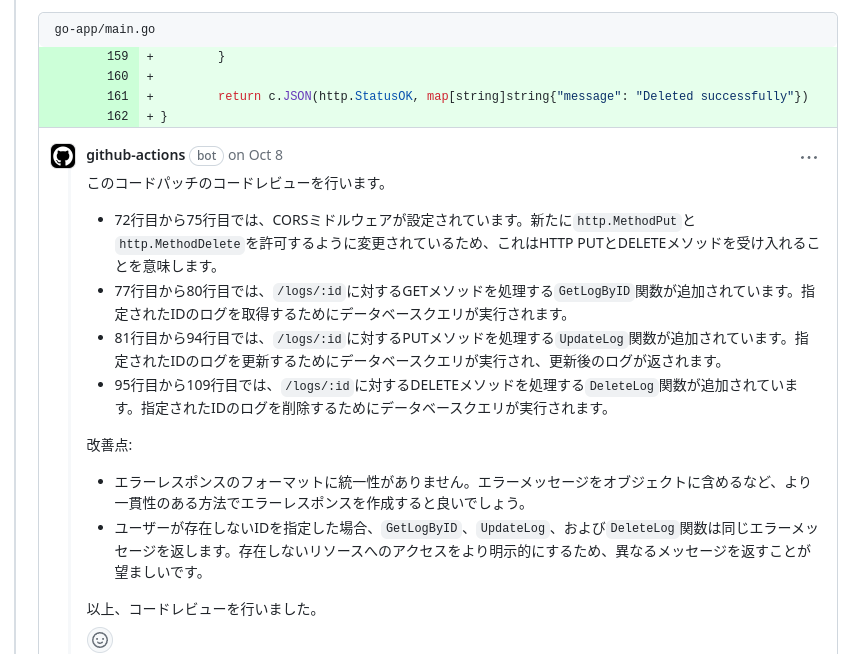 go-app/main.go
159 + }
160 +
161 + return c.JSON(http.StatusOK, map[string]string{"message": "Deleted successfully"})
162 + }
github-actions bot on Oct 8 ...
このコードパッチのコードレビューを行います。
• 72行目から75行目では、CORSミドルウェアが設定されています。新たに http.MethodPut と
http.MethodDelete を許可するように変更されているため、これはHTTP PUTとDELETEメソッドを受け入れるこ
とを意味します。
• 77行目から80行目では、 /logs/:id に対するGETメソッドを処理する GetLogByID 関数が追加されています。指
定されたIDのログを取得するためにデータベースクエリが実行されます。
• 81行目から94行目では、 /logs/:id に対するPUTメソッドを処理する UpdateLog 関数が追加されています。指
定されたIDのログを更新するためにデータベースクエリが実行され、更新後のログが返されます。
• 95行目から109行目では、 /logs/:id に対するDELETEメソッドを処理する DeleteLog 関数が追加されていま
す。指定されたIDのログを削除するためにデータベースクエリが実行されます。
改善点:
• エラーレスポンスのフォーマットに統一性がありません。エラーメッセージをオブジェクトに含めるなど、より
一貫性のある方法でエラーレスポンスを作成すると良いでしょう。
• ユーザーが存在しないIDを指定した場合、 GetLogByID 、 UpdateLog 、および DeleteLog 関数は同じエラーメッ
セージを返します。存在しないリソースへのアクセスをより明示的にするため、異なるメッセージを返すことが
望ましいです。
以上、コードレビューを行いました。